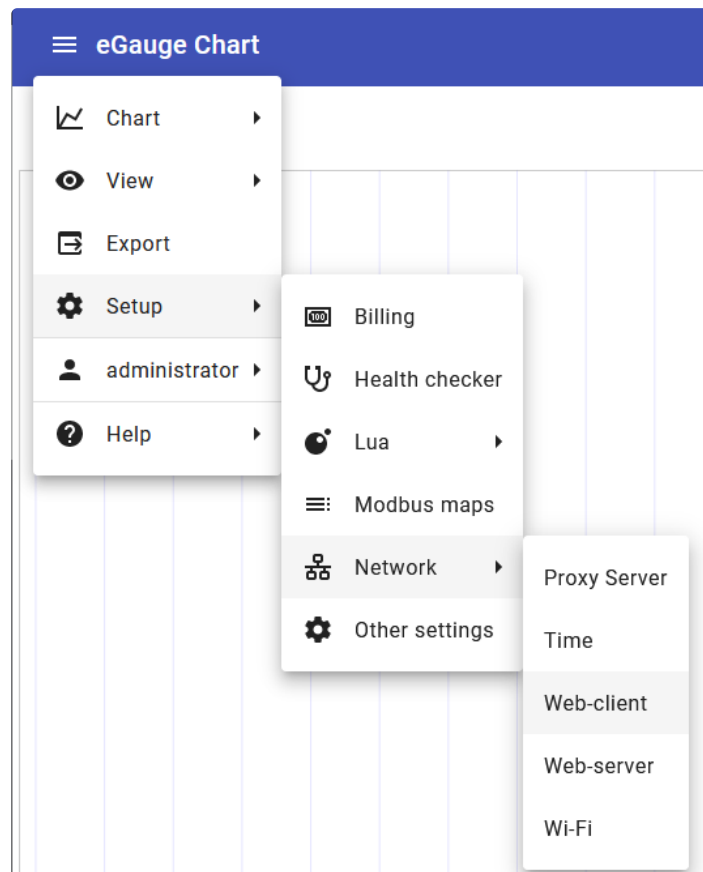 eGauge Chart
Chart
View
Export
Setup
administrator
Help
100
Billing
Health checker
Lua
Modbus maps
Network
Other settings
Proxy Server
Time
Web-client
Web-server
Wi-Fi